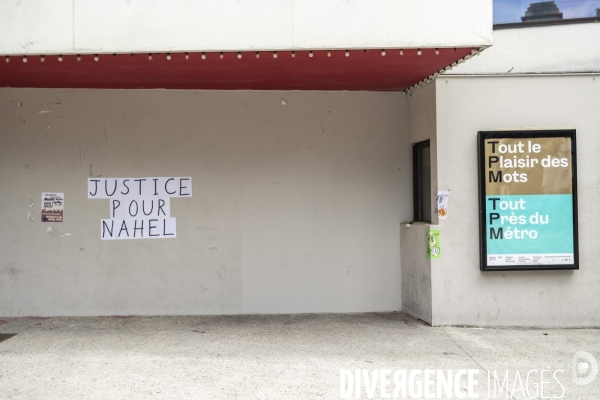 JUSTICE
POUR
NAHEL
Tout le
Plaisir des
Mots
Tout
Près du
Métro
DIVERGENCE IMAGES